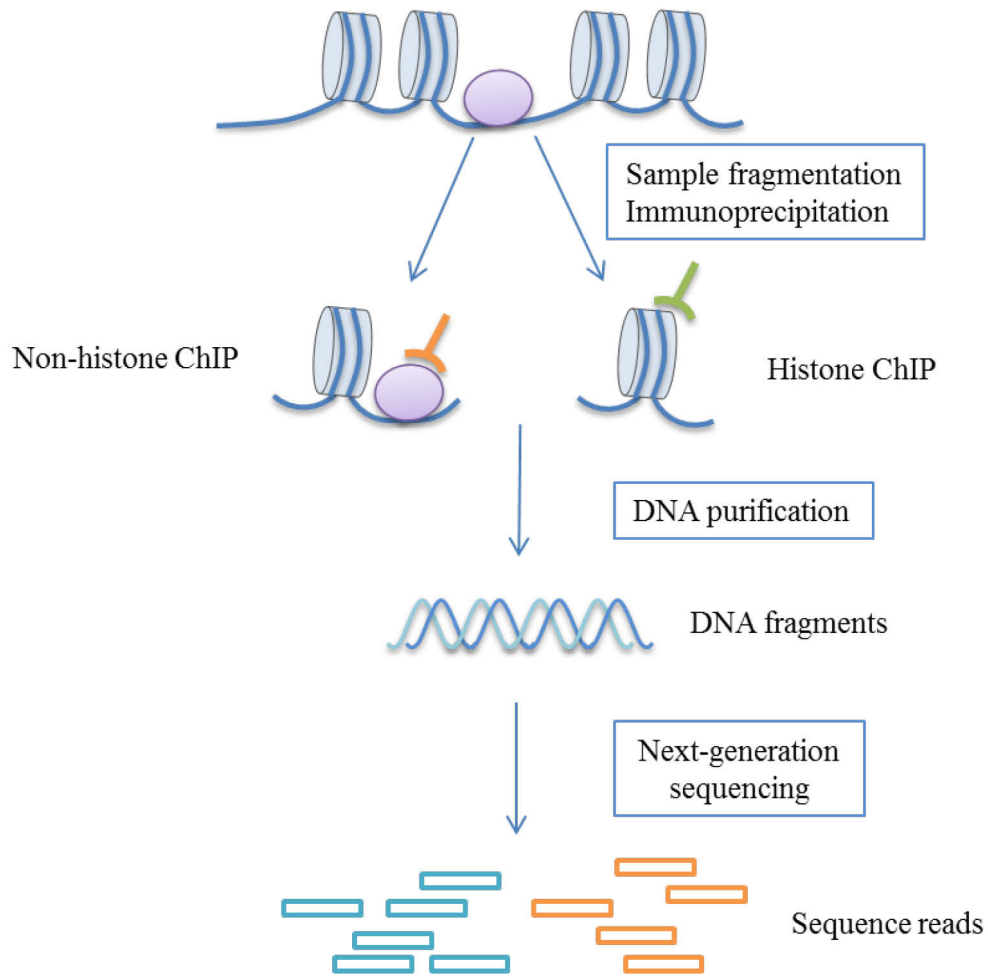 Sample fragmentation
Immunoprecipitation
Non-histone ChIP
Histone ChIP
DNA purification
DNA fragments
Next-generation
sequencing
Sequence reads